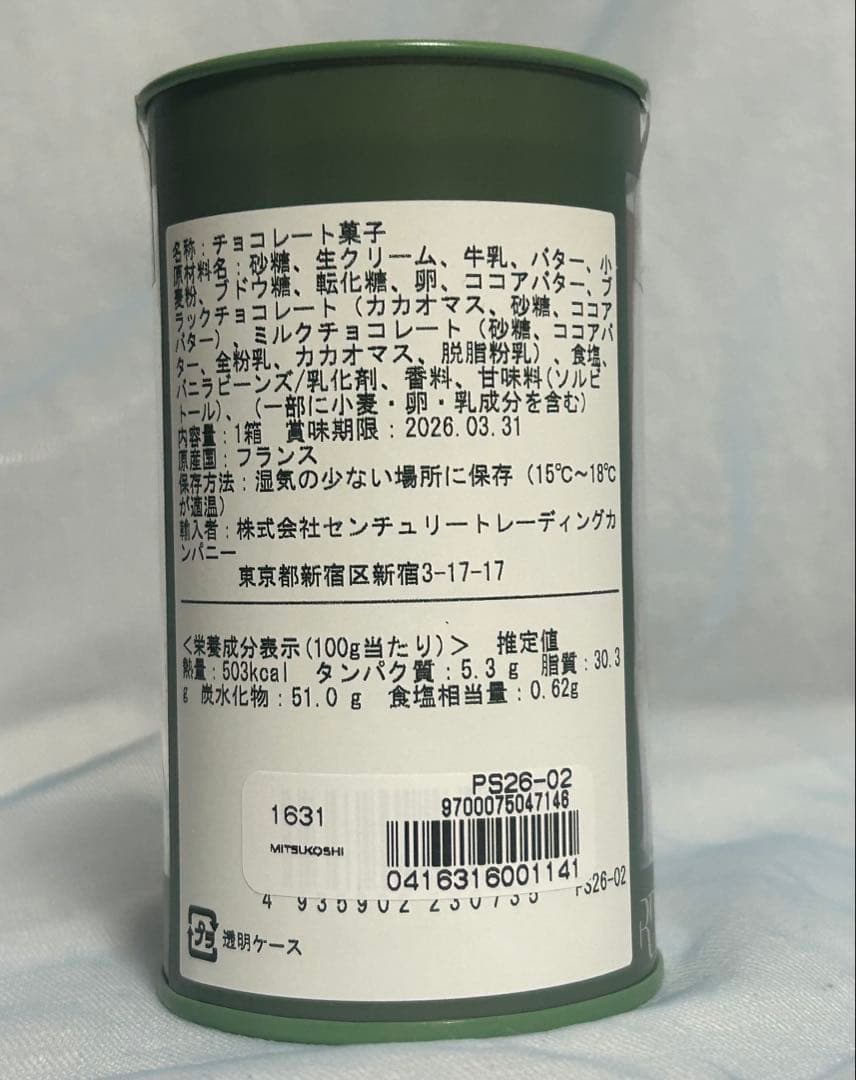 名称：チョコレート菓子
原材料名：砂糖、生クリーム、牛乳、バター、小
麦粉、ブドウ糖、転化糖、卵、ココアバター、ブ
ラックチョコレート（カカオマス、砂糖、ココア
バター）、ミルクチョコレート（砂糖、ココアバ
ター、全粉乳、カカオマス、脱脂粉乳）、食塩、
バニラビーンズ/乳化剤、香料、甘味料(ソルビ
トール)、（一部に小麦・卵・乳成分を含む）
内容量：1箱　賞味期限：2026.03.31
原産国：フランス
保存方法：湿気の少ない場所に保存（15℃〜18℃
が適温）
輸入者：株式会社センチュリートレーディングカ
ンパニー
東京都新宿区新宿3-17-17
＜栄養成分表示(100g当たり)＞　推定値
熱量：503kcal　タンパク質：5.3 g　脂質：30.3
g 炭水化物：51.0 g　食塩相当量：0.62g
PS26-02
9700075047146
1631
MITSUKOSHI
0416316001141
4 935902 230735
PS26-02
プラ
透明ケース